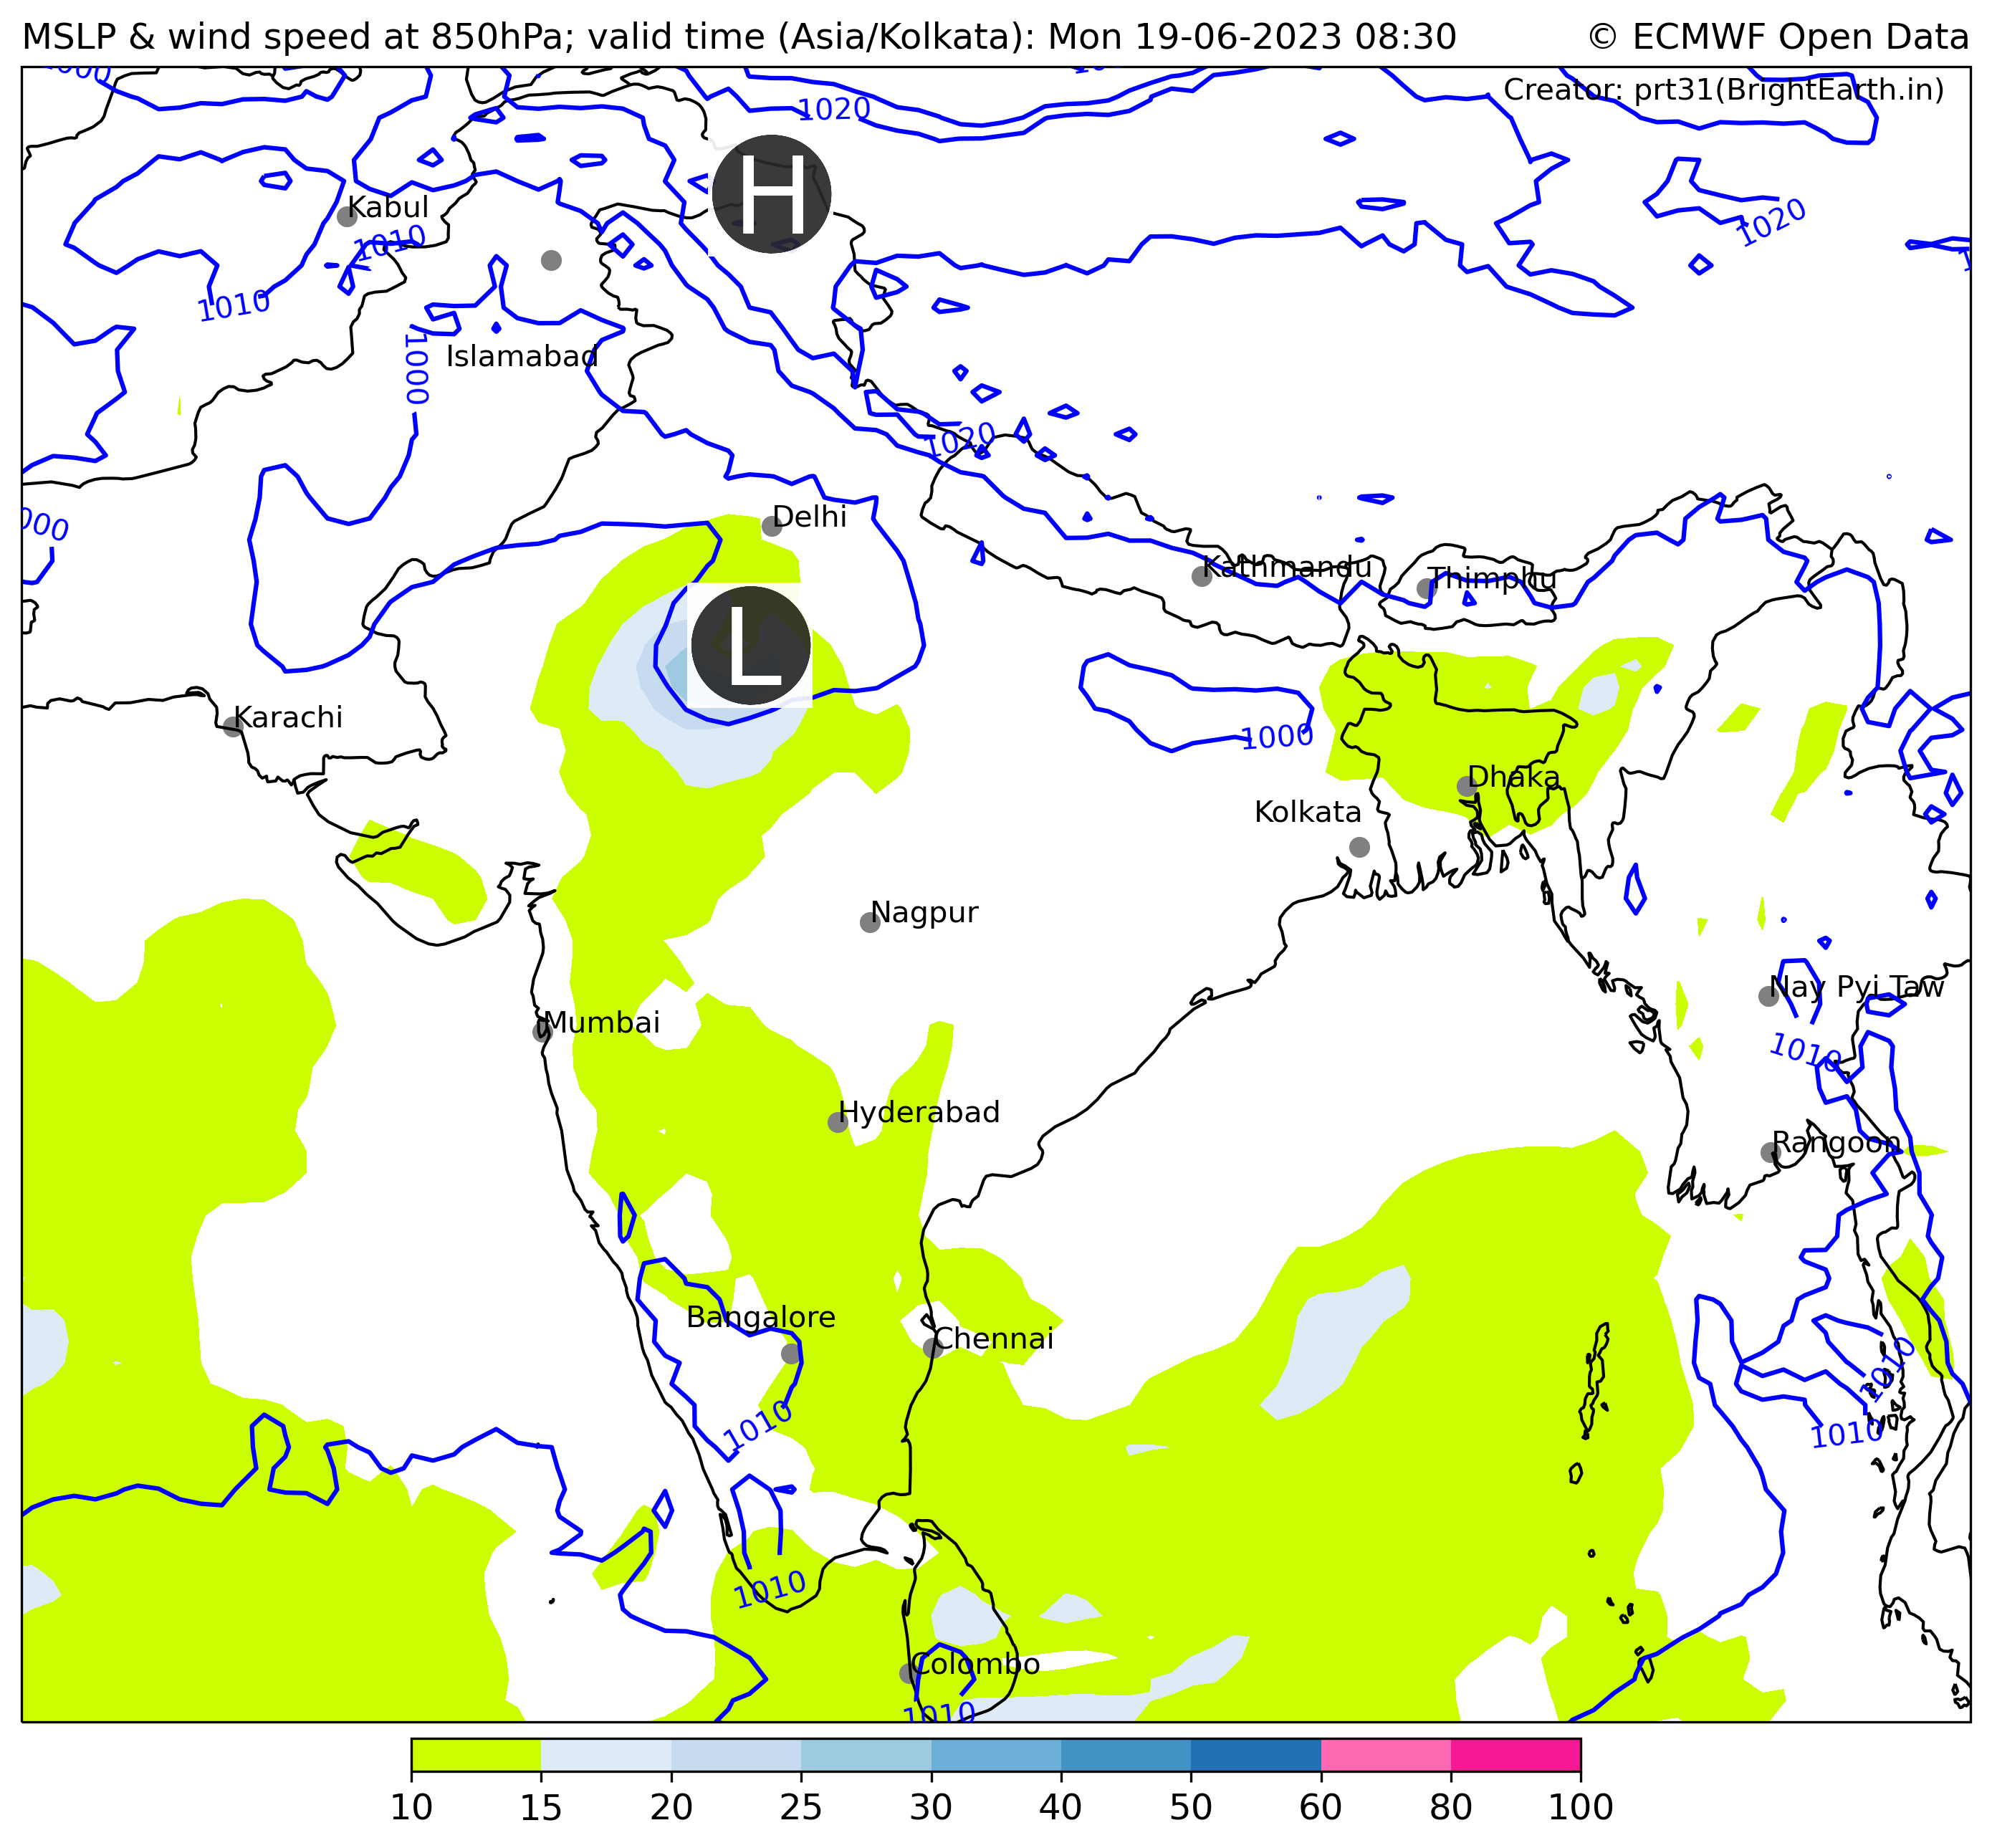 MSLP & wind speed at 850hPa; valid time (Asia/Kolkata): Mon 19-06-2023 08:30
© ECMWF Open Data
Creator: prt31(BrightEarth.in)
1020
H
Kabul
1020
1010
1010
Islamabad
1000
1020
Delhi
Kathmandu
Thimphu
L
Karachi
1000
Dhaka
Kolkata
Nagpur
Nay Pyi Taw
Mumbai
1010
Hyderabad
Rangoon
Bangalore
Chennai
1010
1010
1010
1010
Colombo
1010
10 15 20 25 30 40 50 60 80 100